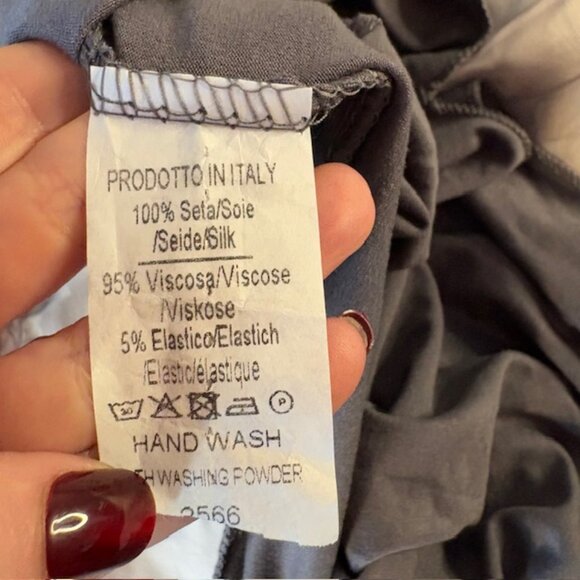 PRODOTTO IN ITALY
100% Seta/Soie
/Seide/Silk
95% Viscosa/Viscose
/Viskose
5% Elastico/Elastich
/Elastic/élastique
30 P
HAND WASH
WASHING POWDER
2566